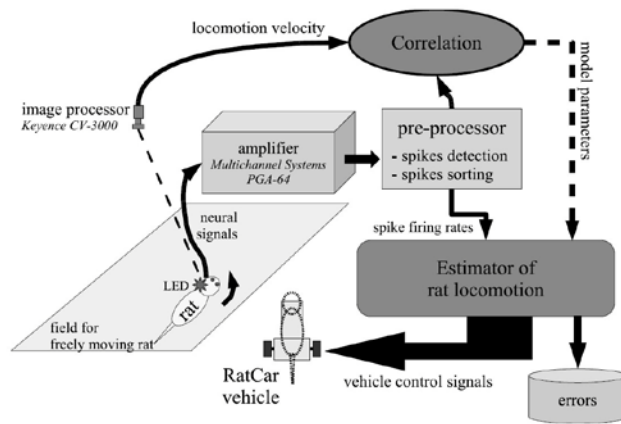 locomotion velocity
Correlation
model parameters
image processor
Keyence CV-3000
amplifier
Multichannel Systems
PGA-64
pre-processor
- spikes detection
- spikes sorting
neural
signals
spike firing rates
LED
rat
field for
freely moving rat
Estimator of
rat locomotion
RatCar
vehicle
vehicle control signals
errors